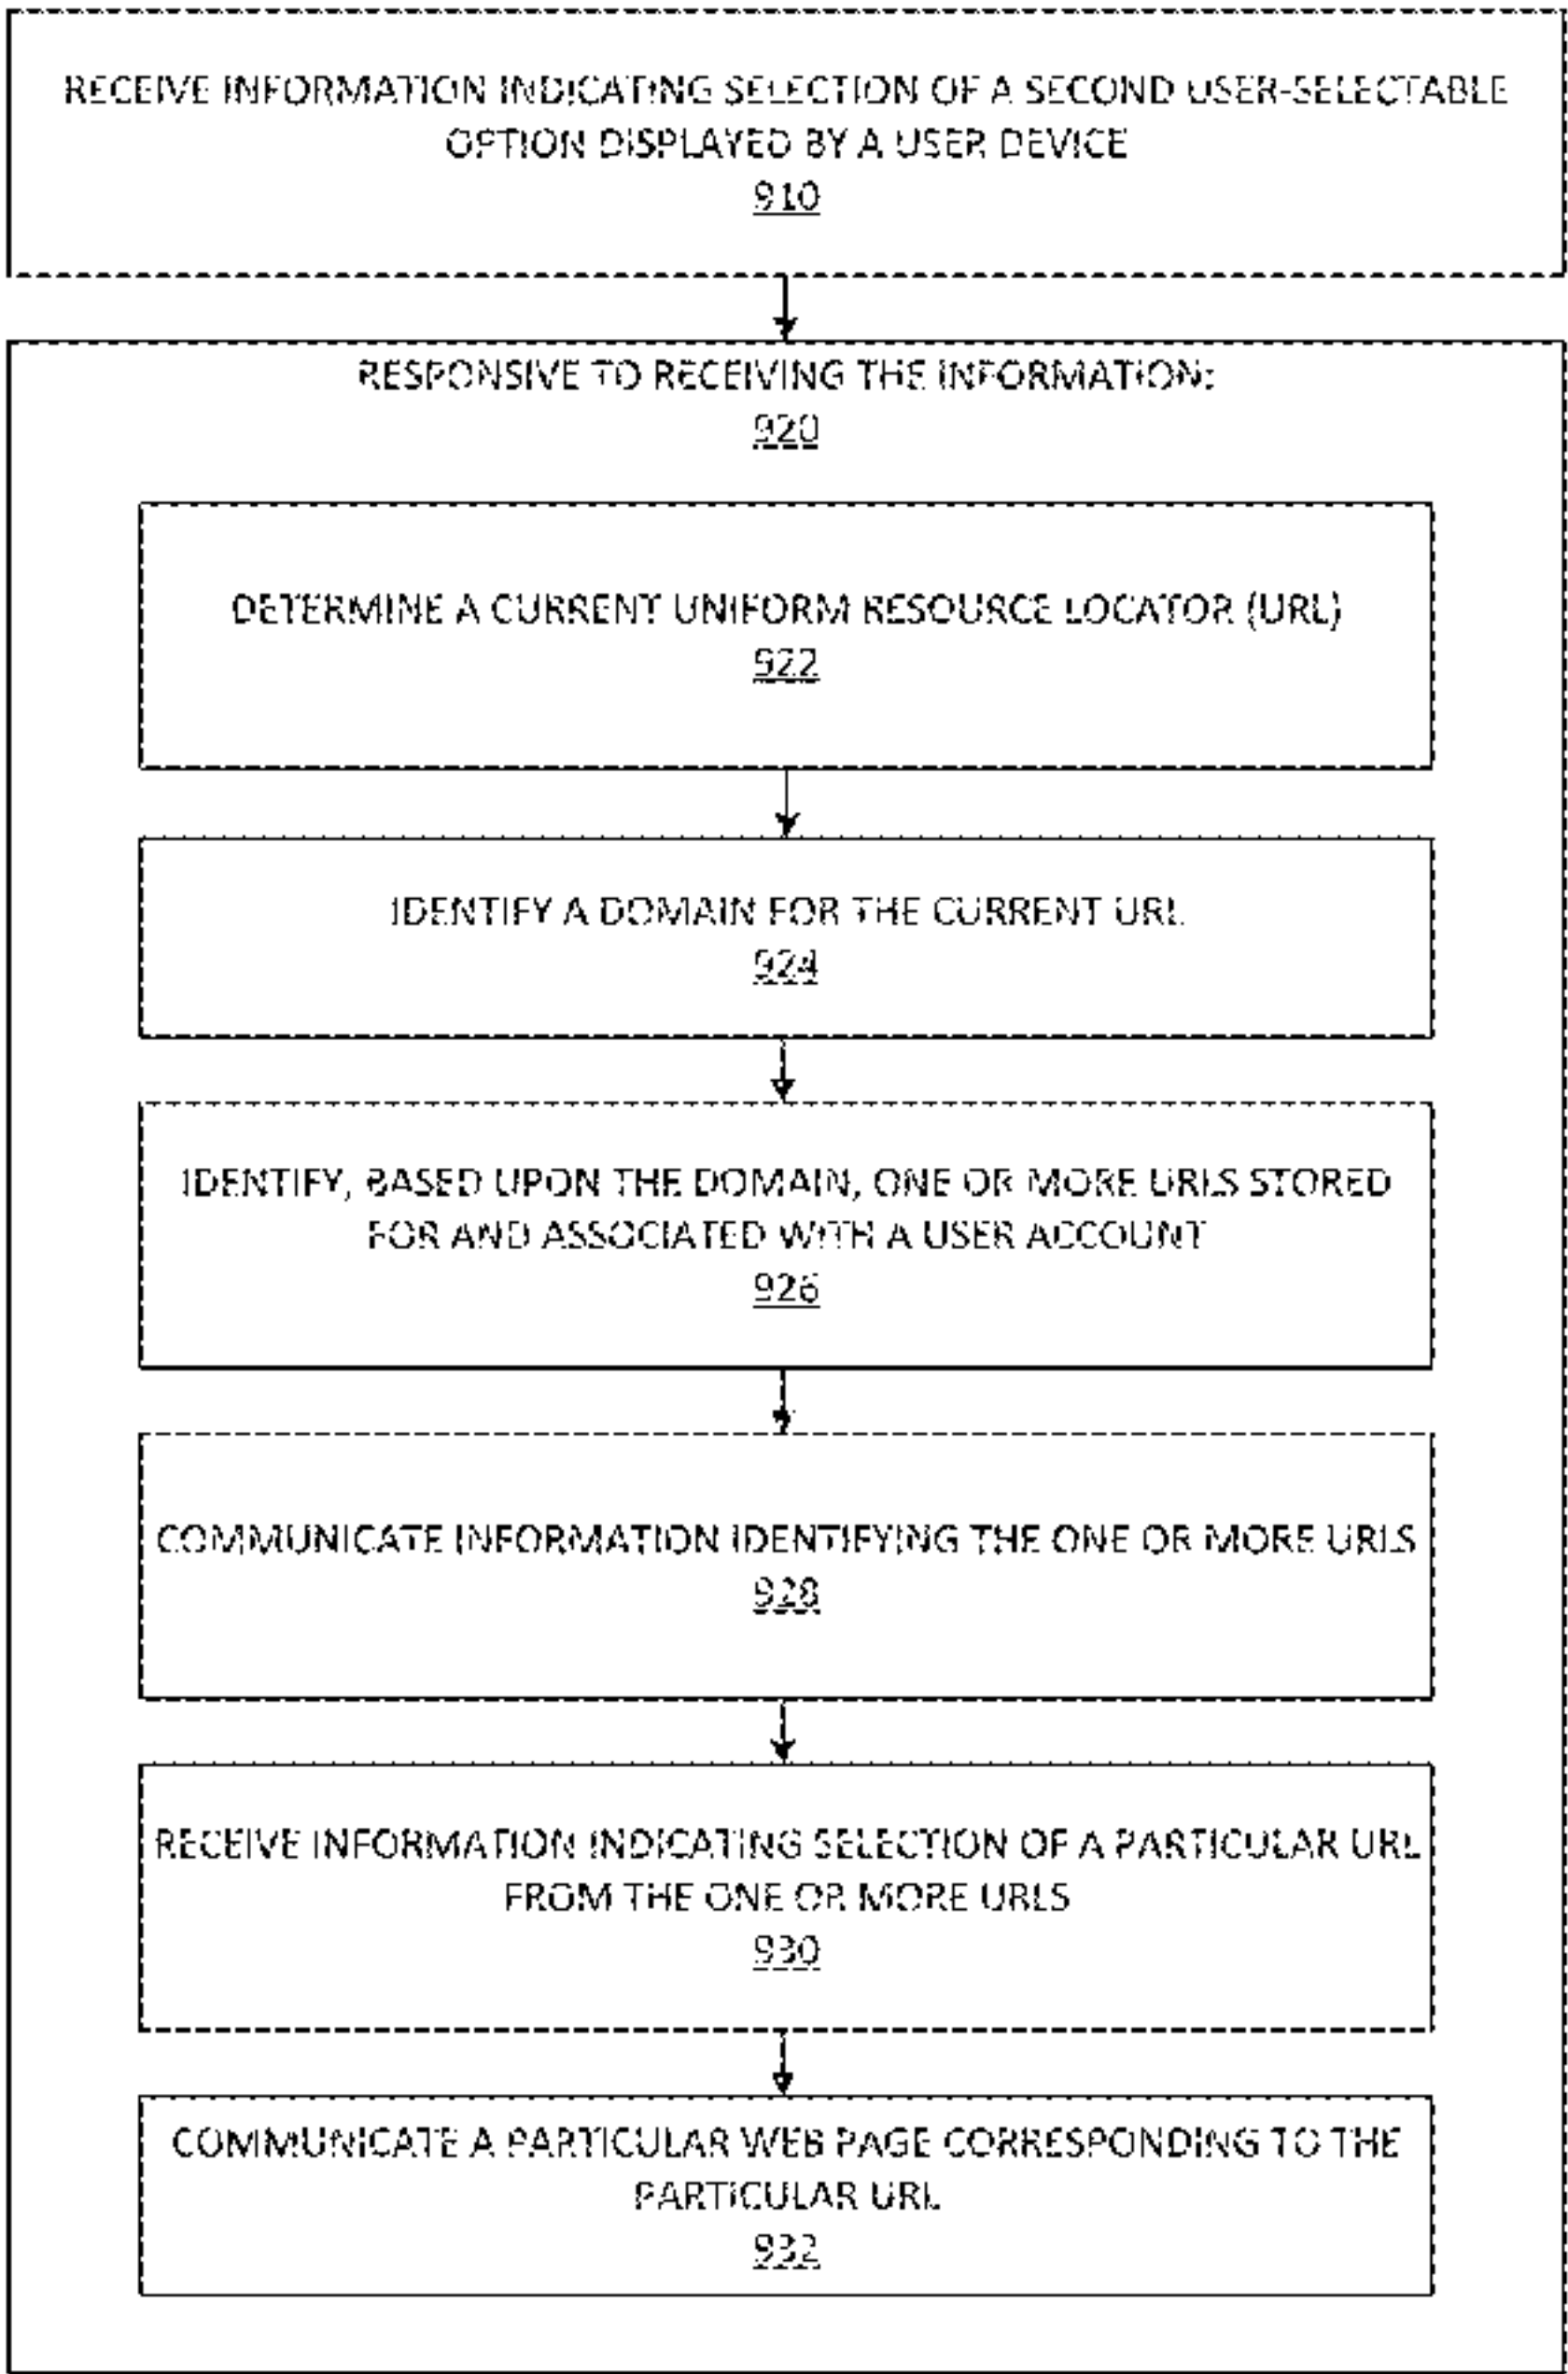 RECEIVE INFORMATION INDICATING SELECTION OF A SECOND USER-SELECTABLE
OPTION DISPLAYED BY A USER DEVICE
910
RESPONSIVE TO RECEIVING THE INFORMATION:
920
DETERMINE A CURRENT UNIFORM RESOURCE LOCATOR (URL)
922
IDENTIFY A DOMAIN FOR THE CURRENT URL
924
IDENTIFY, BASED UPON THE DOMAIN, ONE OR MORE URLS STORED
FOR AND ASSOCIATED WITH A USER ACCOUNT
926
COMMUNICATE INFORMATION IDENTIFYING THE ONE OR MORE URLS
928
RECEIVE INFORMATION INDICATING SELECTION OF A PARTICULAR URL
FROM THE ONE OR MORE URLS
930
COMMUNICATE A PARTICULAR WEB PAGE CORRESPONDING TO THE
PARTICULAR URL
932